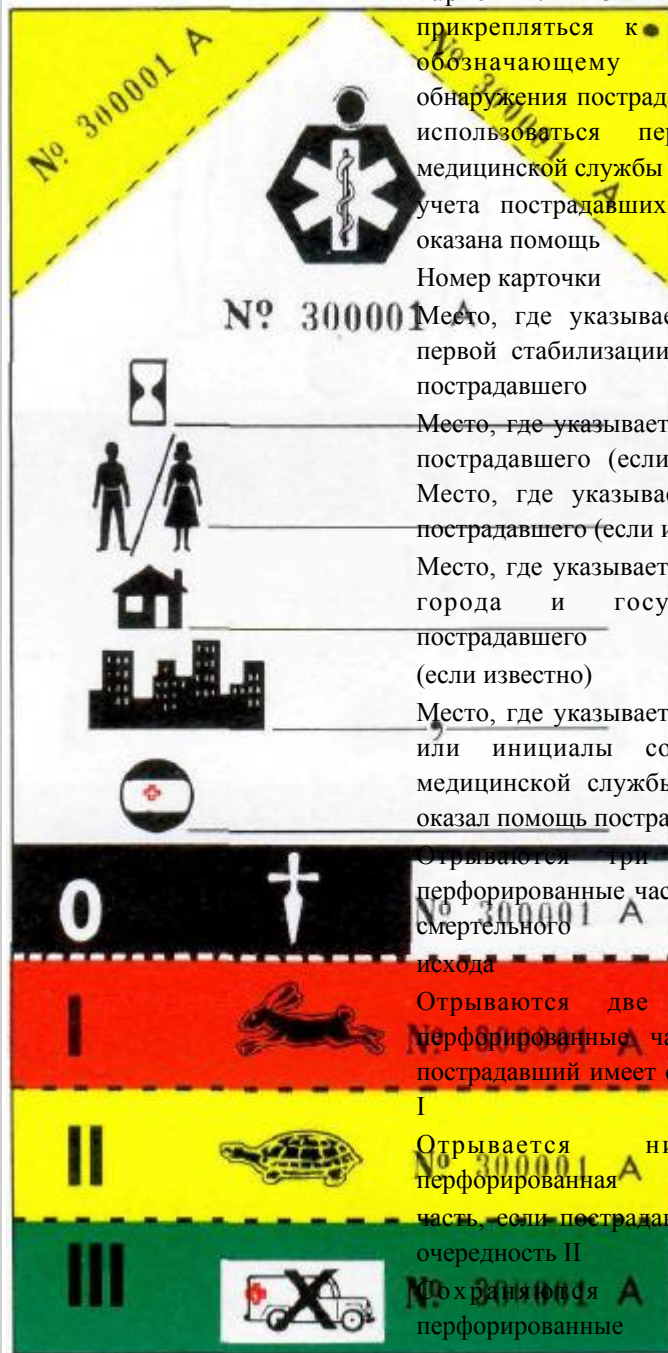 № 300001 A
№ 300001 A
№ 300001 A
прикрепляться к
обозначающему
обнаружения пострад
использоваться пер
медицинской службы
учета пострадавших
оказана помощь
Номер карточки
Место, где указывае
первой стабилизации
пострадавшего
Место, где указывает
пострадавшего (если
Место, где указывае
пострадавшего (если и
Место, где указывает
города и госу
пострадавшего
(если известно)
Место, где указывает
или инициалы со
медицинской службы
оказал помощь постра
Отрываются три
перфорированные час
смертельного
исхода
Отрываются две
перфорированные ча
пострадавший имеет о
I
Отрывается ни
перфорированная
часть, если пострада
очередность II
Сохраняются
перфорированные
0 № 300001 A
I № 300001 A
II № 300001 A
III X № 300001 A